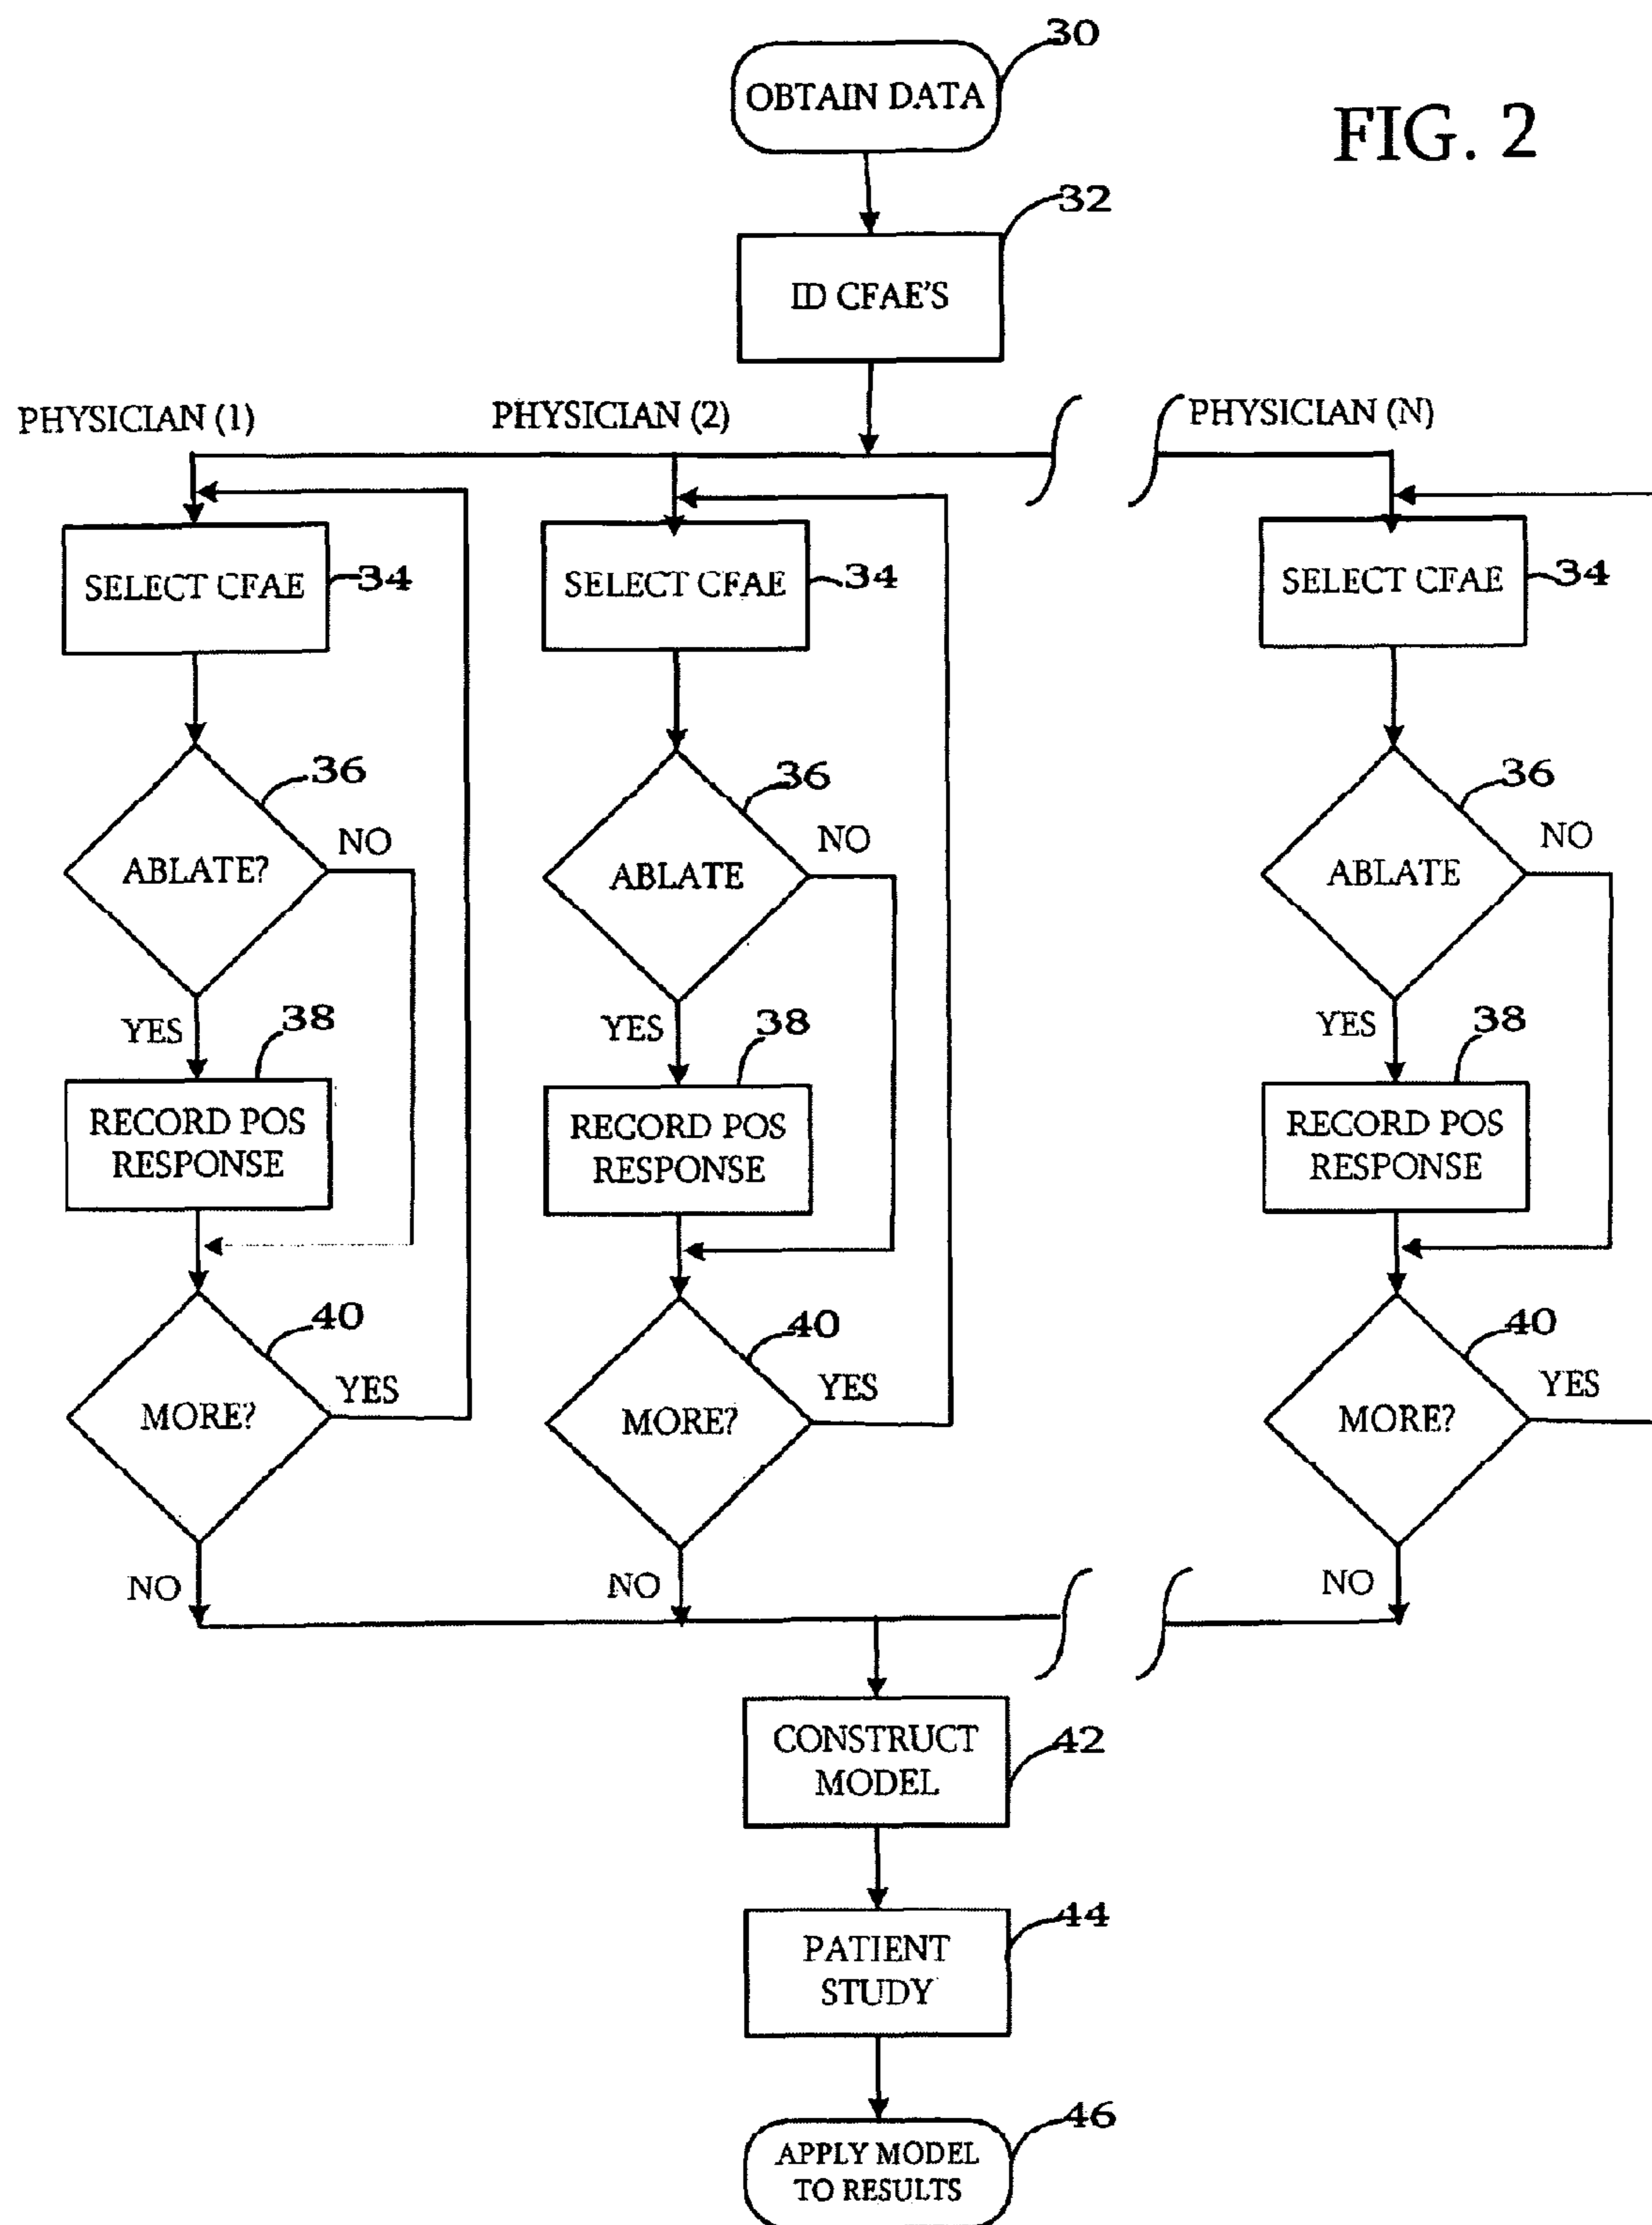 30
OBTAIN DATA
FIG. 2
32
ID CFAE'S
PHYSICIAN (1)
PHYSICIAN (2)
PHYSICIAN (N)
SELECT CFAE
34
SELECT CFAE
34
SELECT CFAE
34
36
ABLATE?
NO
YES
36
ABLATE
NO
YES
36
ABLATE
NO
YES
38
RECORD POS
RESPONSE
38
RECORD POS
RESPONSE
38
RECORD POS
RESPONSE
40
MORE?
YES
NO
40
MORE?
YES
NO
40
MORE?
YES
NO
CONSTRUCT
MODEL
42
PATIENT
STUDY
44
APPLY MODEL
TO RESULTS
46